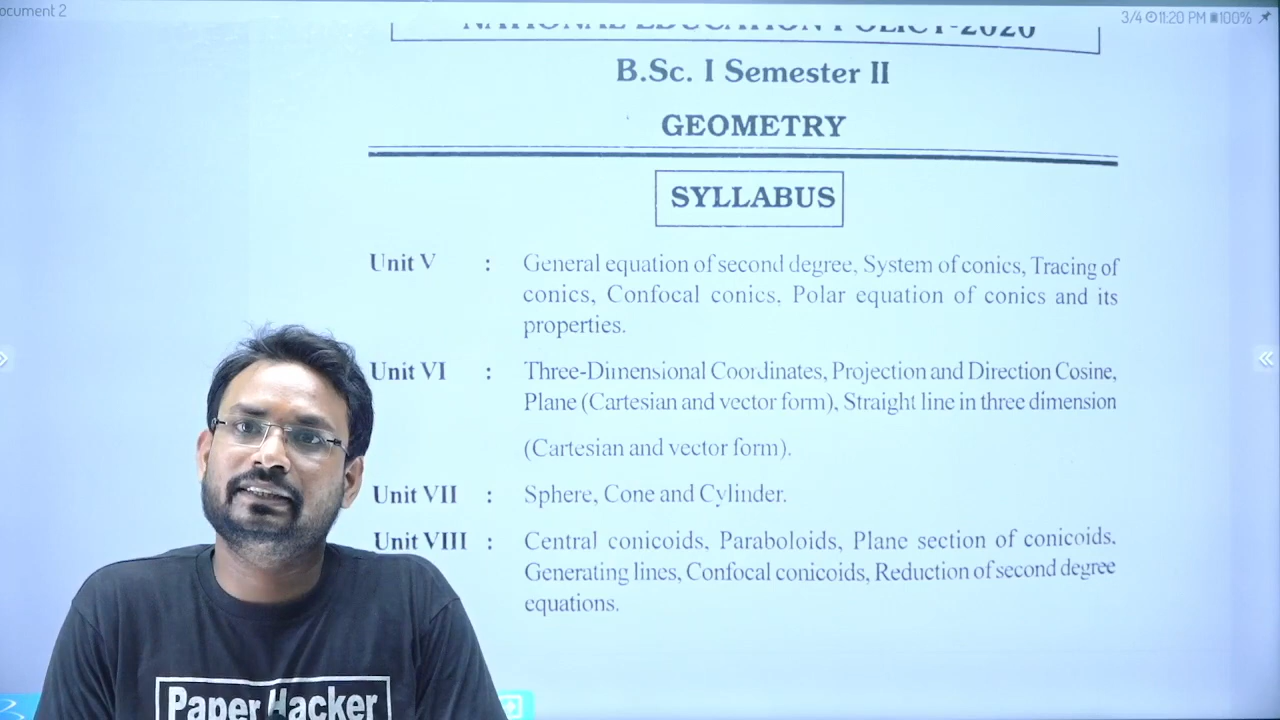 ocument 2
3/4 11:20 PM 100%
NATIONAL EDUCATION POLICY-2020
B.Sc. I Semester II
GEOMETRY
SYLLABUS
Unit V : General equation of second degree, System of conics, Tracing of
conics, Confocal conics, Polar equation of conics and its
properties.
Unit VI : Three-Dimensional Coordinates, Projection and Direction Cosine,
Plane (Cartesian and vector form), Straight line in three dimension
(Cartesian and vector form).
Unit VII : Sphere, Cone and Cylinder.
Unit VIII : Central conicoids, Paraboloids, Plane section of conicoids.
Generating lines, Confocal conicoids, Reduction of second degree
equations.
Paper Hacker